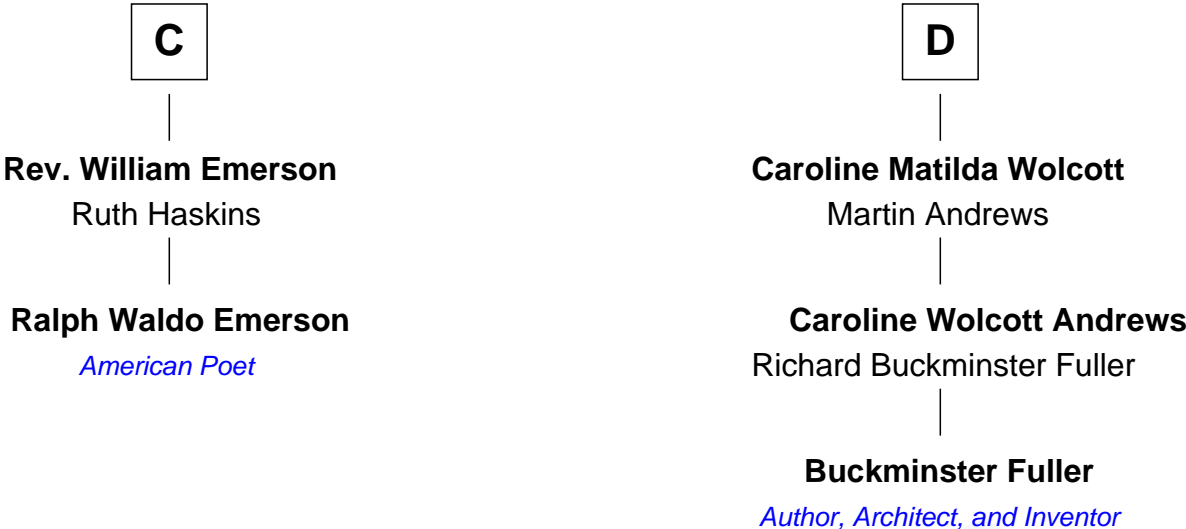 C
Rev. William Emerson
Ruth Haskins
Ralph Waldo Emerson
American Poet
D
Caroline Matilda Wolcott
Martin Andrews
Caroline Wolcott Andrews
Richard Buckminster Fuller
Buckminster Fuller
Author, Architect, and Inventor